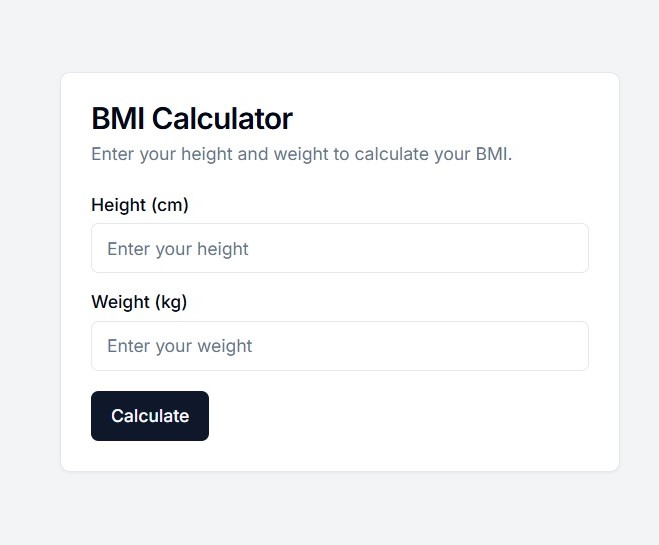 BMI Calculator
Enter your height and weight to calculate your BMI.
Height (cm)
Enter your height
Weight (kg)
Enter your weight
Calculate